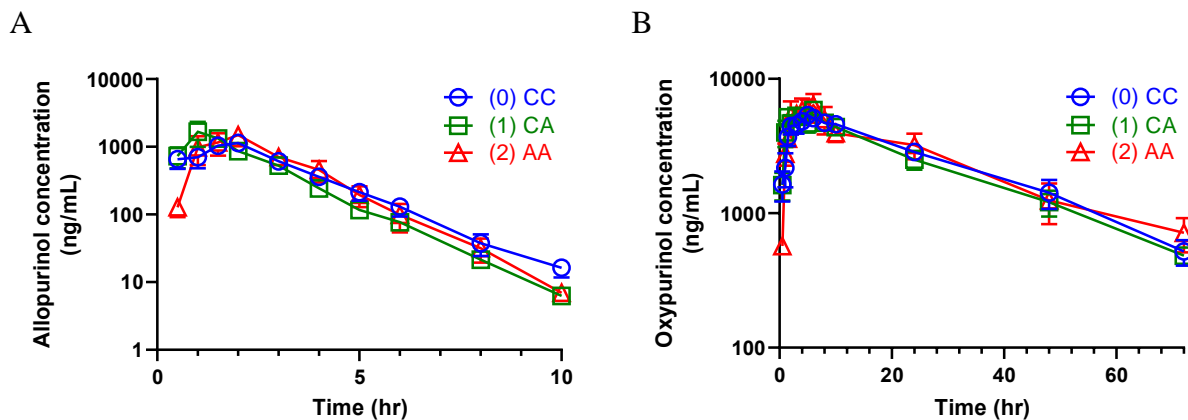 A
Allopurinol concentration
(ng/mL)
10000
1000
100
10
1
0
5
10
Time (hr)
(0) CC
(1) CA
(2) AA
B
Oxypurinol concentration
(ng/mL)
10000
1000
100
0
20
40
60
Time (hr)
(0) CC
(1) CA
(2) AA